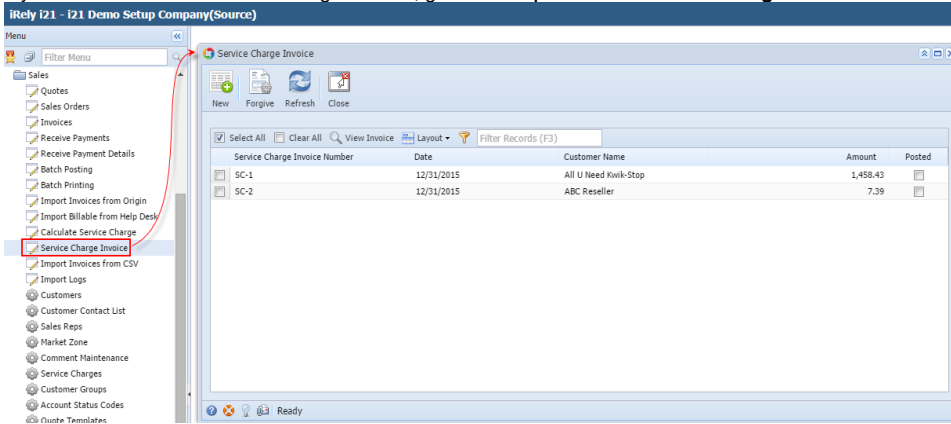 iRely i21 - i21 Demo Setup Company(Source)
Menu
Filter Menu
Sales
Quotes
Sales Orders
Invoices
Receive Payments
Receive Payment Details
Batch Posting
Batch Printing
Import Invoices from Origin
Import Billable from Help Desk
Calculate Service Charge
Service Charge Invoice
Import Invoices from CSV
Import Logs
Customers
Customer Contact List
Sales Reps
Market Zone
Comment Maintenance
Service Charges
Customer Groups
Account Status Codes
Quote Templates
Service Charge Invoice
New Forgive Refresh Close
Select All Clear All View Invoice Layout Filter Records (F3)
Service Charge Invoice Number Date Customer Name Amount Posted
SC-1 12/31/2015 All U Need Kwik-Stop 1,458.43
SC-2 12/31/2015 ABC Reseller 7.39
Ready